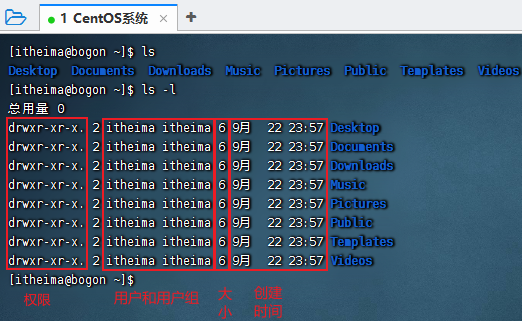 1 CentOS系统
[itheima@bogon ~]$ ls
Desktop Documents Downloads Music Pictures Public Templates Videos
[itheima@bogon ~]$ ls -l
总用量 0
drwxr-xr-x. 2 itheima itheima 6 9月 22 23:57 Desktop
drwxr-xr-x. 2 itheima itheima 6 9月 22 23:57 Documents
drwxr-xr-x. 2 itheima itheima 6 9月 22 23:57 Downloads
drwxr-xr-x. 2 itheima itheima 6 9月 22 23:57 Music
drwxr-xr-x. 2 itheima itheima 6 9月 22 23:57 Pictures
drwxr-xr-x. 2 itheima itheima 6 9月 22 23:57 Public
drwxr-xr-x. 2 itheima itheima 6 9月 22 23:57 Templates
drwxr-xr-x. 2 itheima itheima 6 9月 22 23:57 Videos
[itheima@bogon ~]$
权限 用户和用户组 大小 创建时间